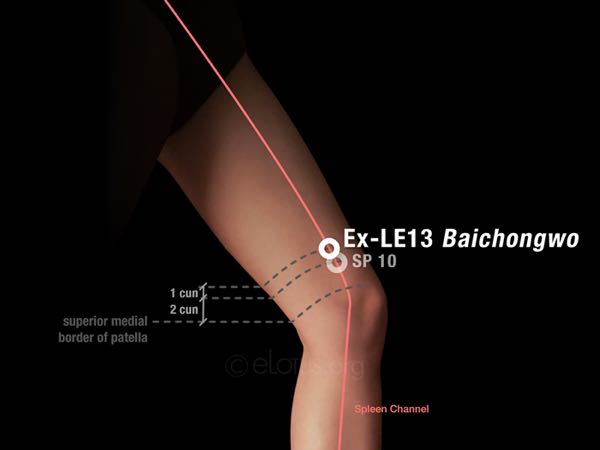 Ex-LE13 Baichongwo
SP 10
1 cun
2 cun
superior medial
border of patella
© eLotus.org
Spleen Channel